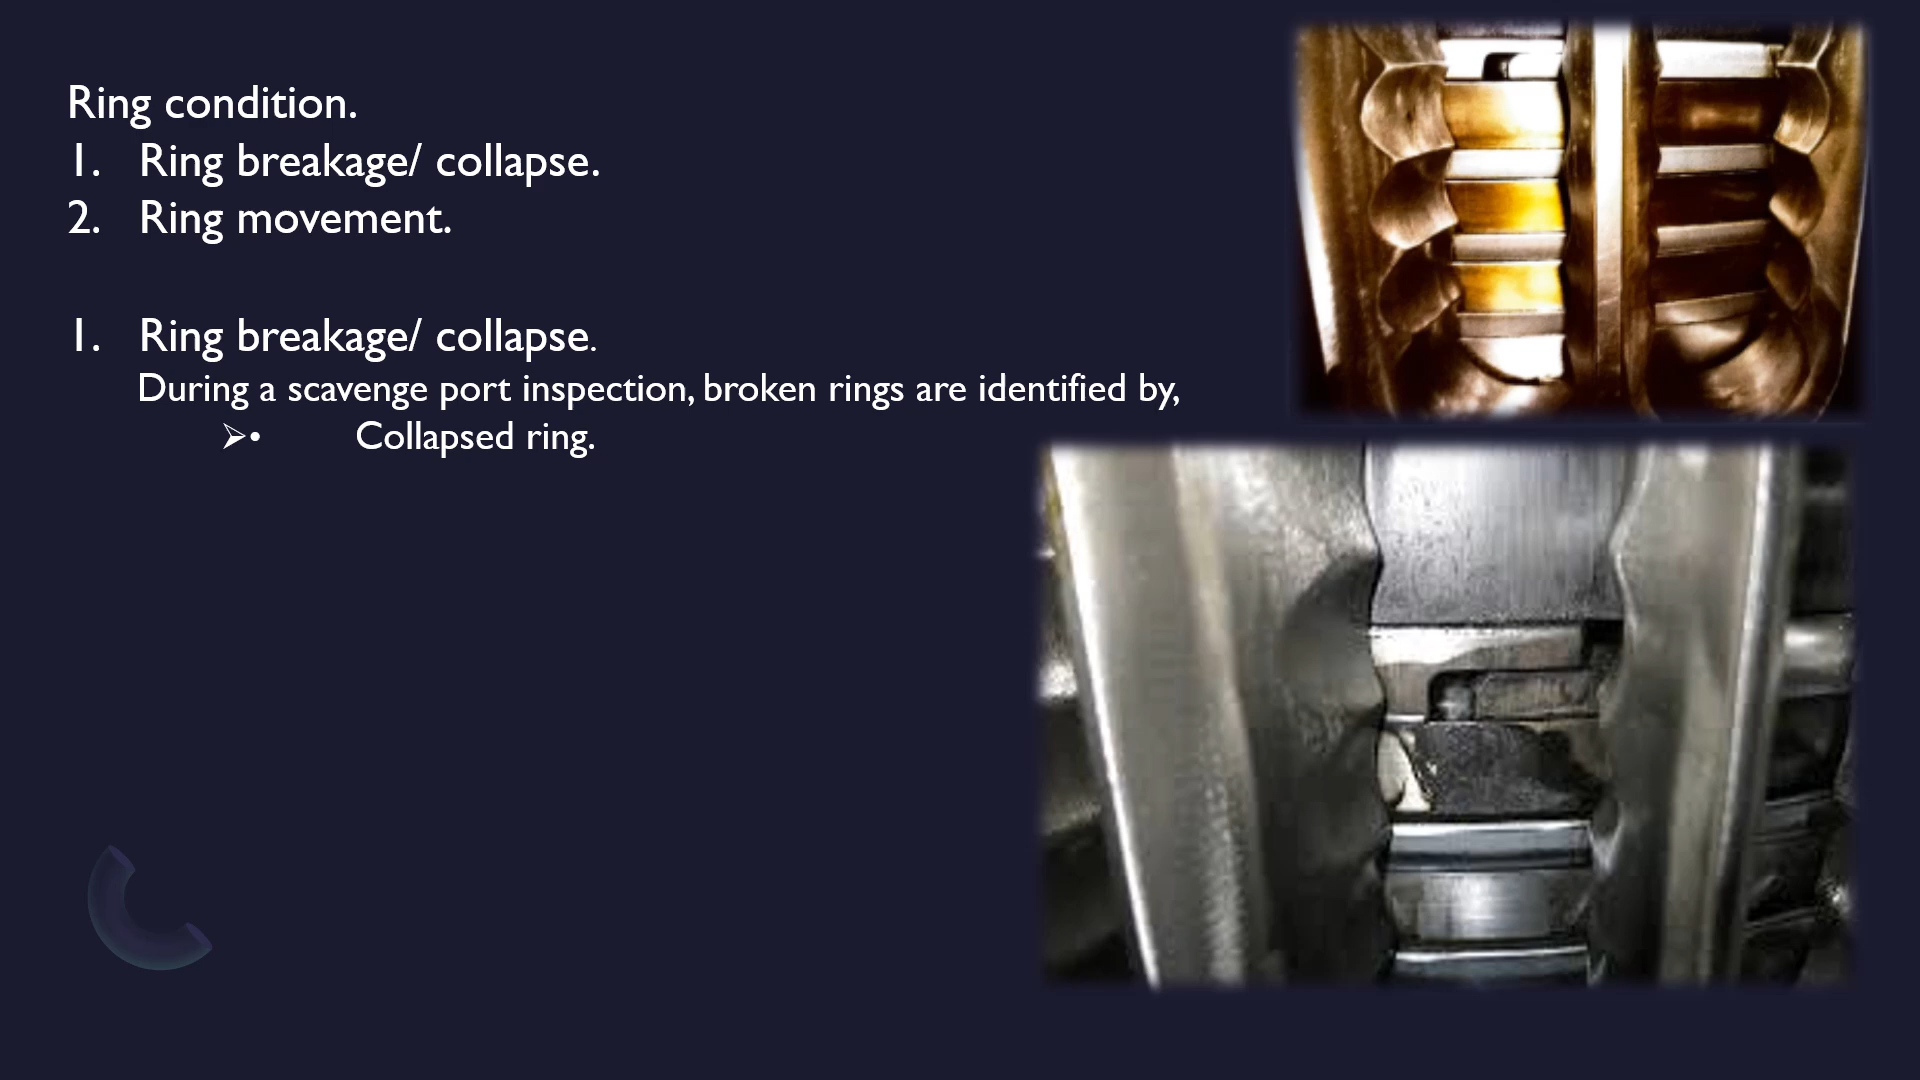 Ring condition.
1. Ring breakage/ collapse.
2. Ring movement.
1. Ring breakage/ collapse.
During a scavenge port inspection, broken rings are identified by,
➢• Collapsed ring.